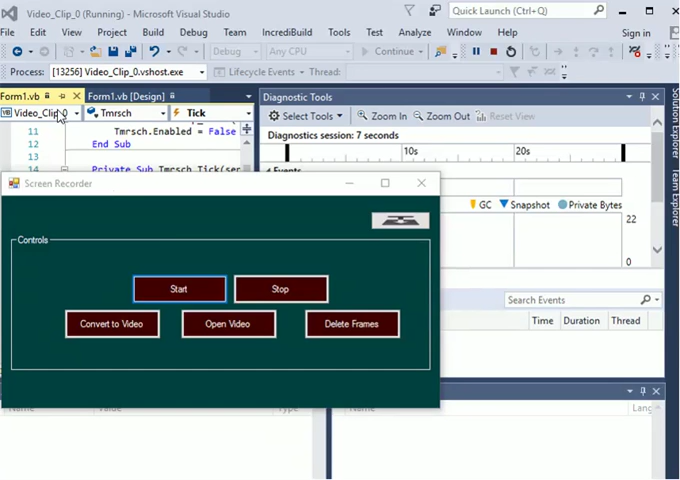 Video_Clip_0 (Running) - Microsoft Visual Studio
Quick Launch (Ctrl+Q)
File Edit View Project Build Debug Team IncrediBuild Tools Test Analyze Window Help Sign in
Debug Any CPU Continue
Process: [13256] Video_Clip_0.vshost.exe Lifecycle Events Thread:
Form1.vb Form1.vb [Design]
Video_Clip_0 Tmrsch Tick
11 Tmrsch.Enabled = False
12 End Sub
13
14 Private Sub Tmrsch_Tick(ser
Diagnostic Tools
Select Tools Zoom In Zoom Out Reset View
Diagnostics session: 7 seconds
10s 20s
Events
GC Snapshot Private Bytes
22
0
Search Events
Time Duration Thread
Solution Explorer
Team Explorer
Screen Recorder
Controls
Start Stop
Convert to Video Open Video Delete Frames
Name Value Type
Name Lang